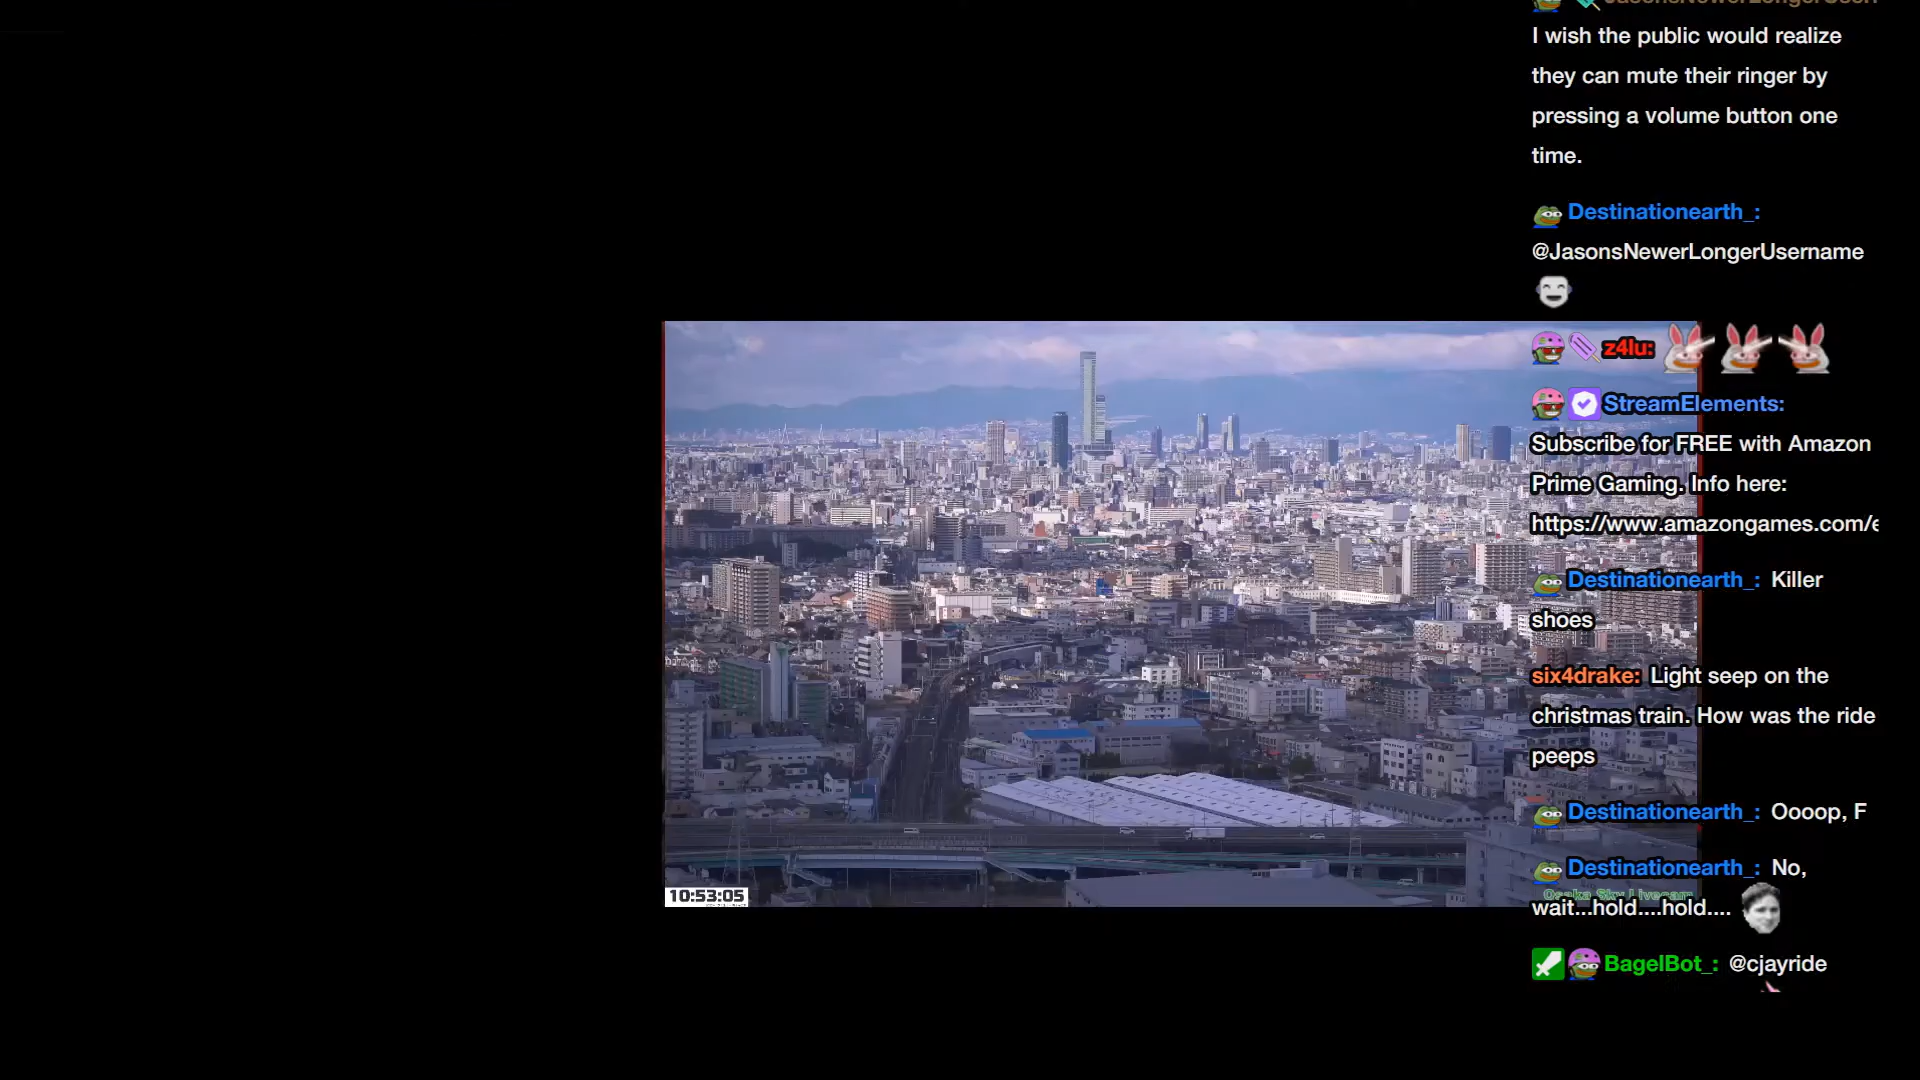 I wish the public would realize
they can mute their ringer by
pressing a volume button one
time.
Destinationearth_:
@JasonsNewerLongerUsername
z4lu:
StreamElements:
Subscribe for FREE with Amazon
Prime Gaming. Info here:
https://www.amazongames.com/
Destinationearth_: Killer
shoes
six4drake: Light seep on the
christmas train. How was the ride
peeps
Destinationearth_: Oooop, F
Destinationearth_: No,
10:53:05
Osaka Sky Livecam
wait...hold....hold....
BagelBot_: @cjayride